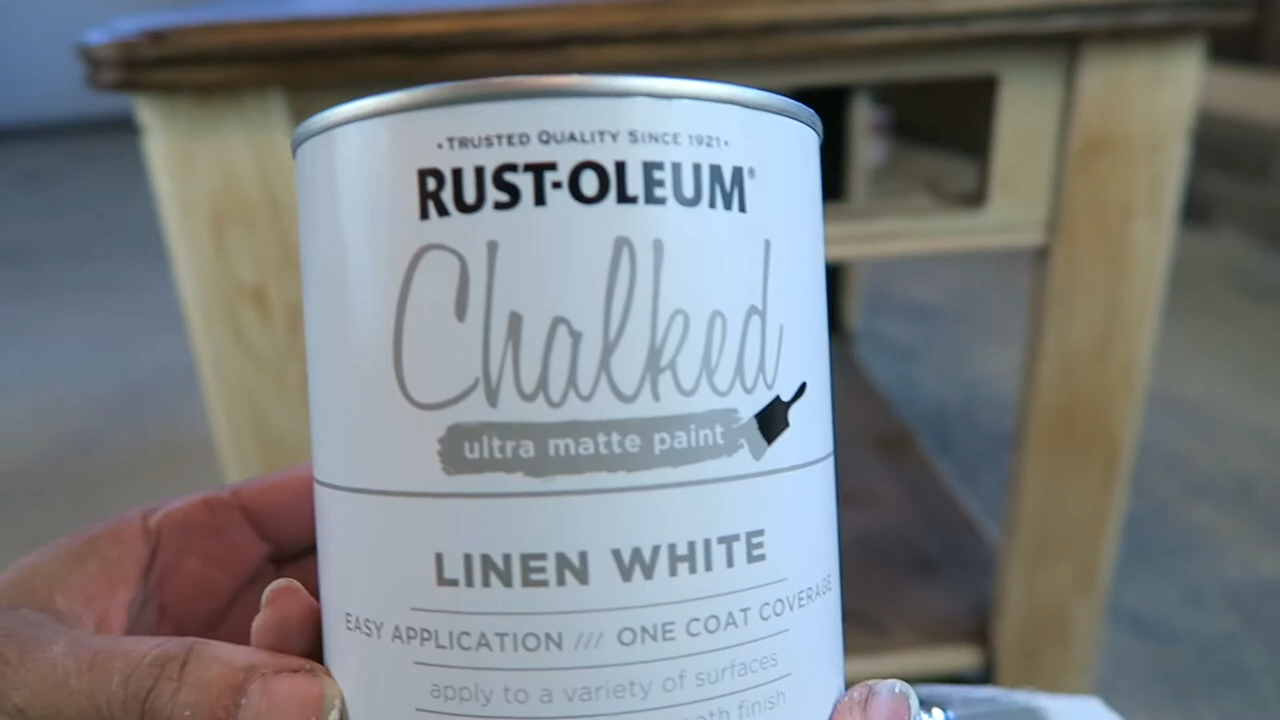 ·TRUSTED QUALITY SINCE 1921·
RUST-OLEUM®
Chalked
ultra matte paint
LINEN WHITE
EASY APPLICATION /// ONE COAT COVERAGE
apply to a variety of surfaces
finish